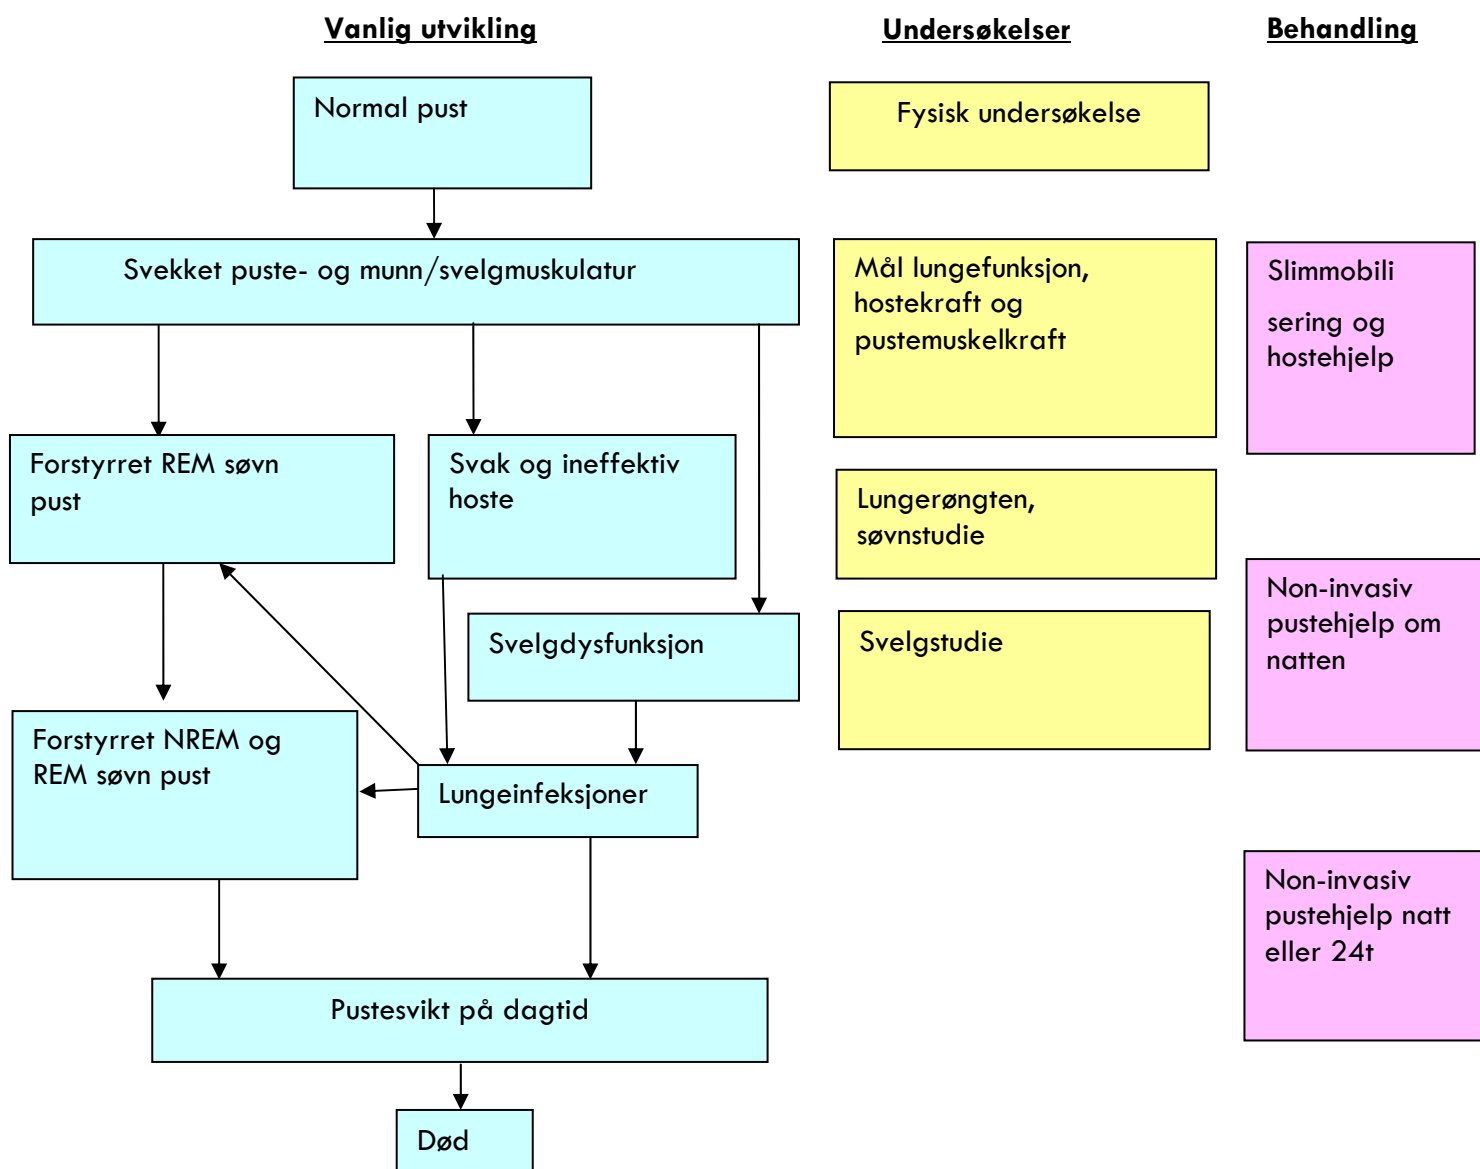 Vanlig utvikling
Undersøkelser
Behandling
Normal pust
Fysisk undersøkelse
Svekket puste- og munn/svelgmuskulatur
Mål lungefunksjon,
hostekraft og
pustemuskelkraft
Slimmobili
sering og
hostehjelp
Forstyrret REM søvn
pust
Svak og ineffektiv
hoste
Lungerøngten,
søvnstudie
Non-invasiv
pustehjelp om
natten
Svelgdysfunksjon
Svelgstudie
Forstyrret NREM og
REM søvn pust
Lungeinfeksjoner
Non-invasiv
pustehjelp natt
eller 24t
Pustesvikt på dagtid
Død